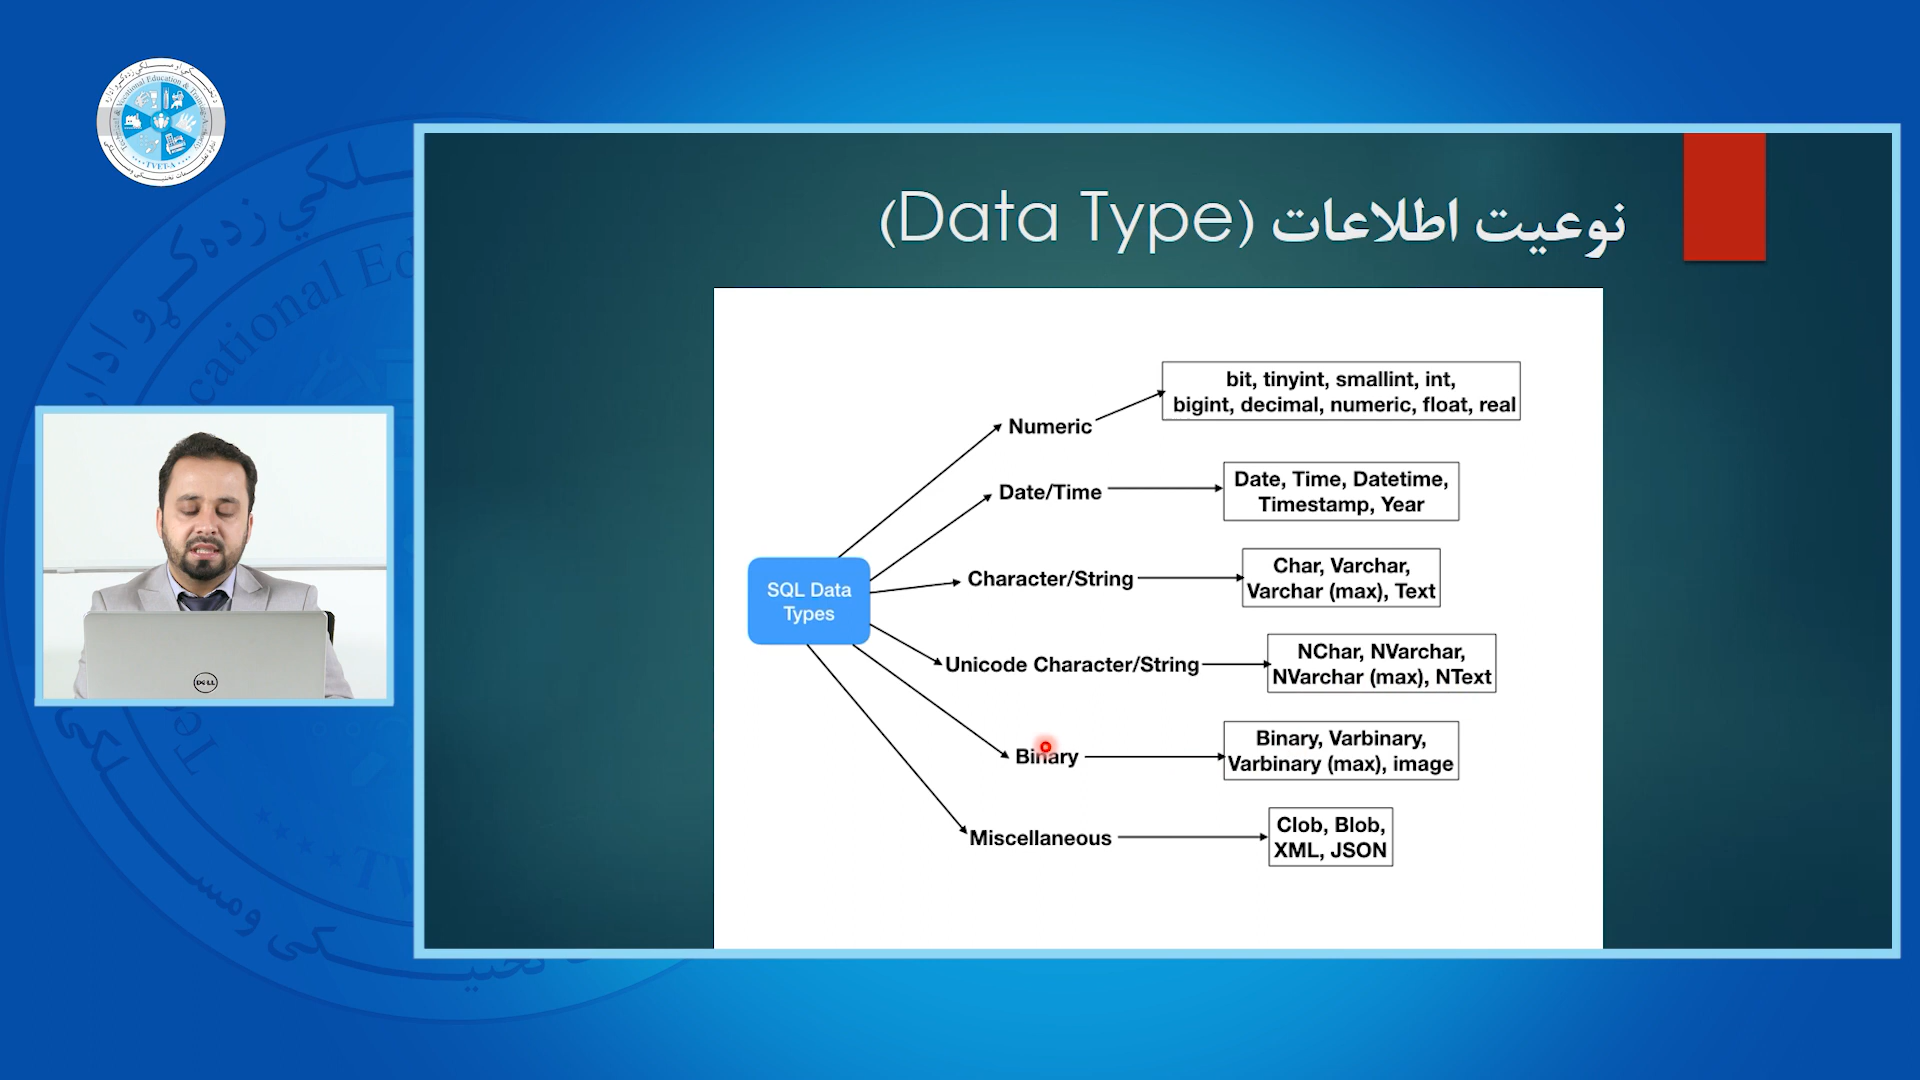 نوعیت اطلاعات (Data Type)
SQL Data
Types
Numeric
bit, tinyint, smallint, int,
bigint, decimal, numeric, float, real
Date/Time
Date, Time, Datetime,
Timestamp, Year
Character/String
Char, Varchar,
Varchar (max), Text
Unicode Character/String
NChar, NVarchar,
NVarchar (max), NText
Binary
Binary, Varbinary,
Varbinary (max), image
Miscellaneous
Clob, Blob,
XML, JSON
DELL
TVET-A